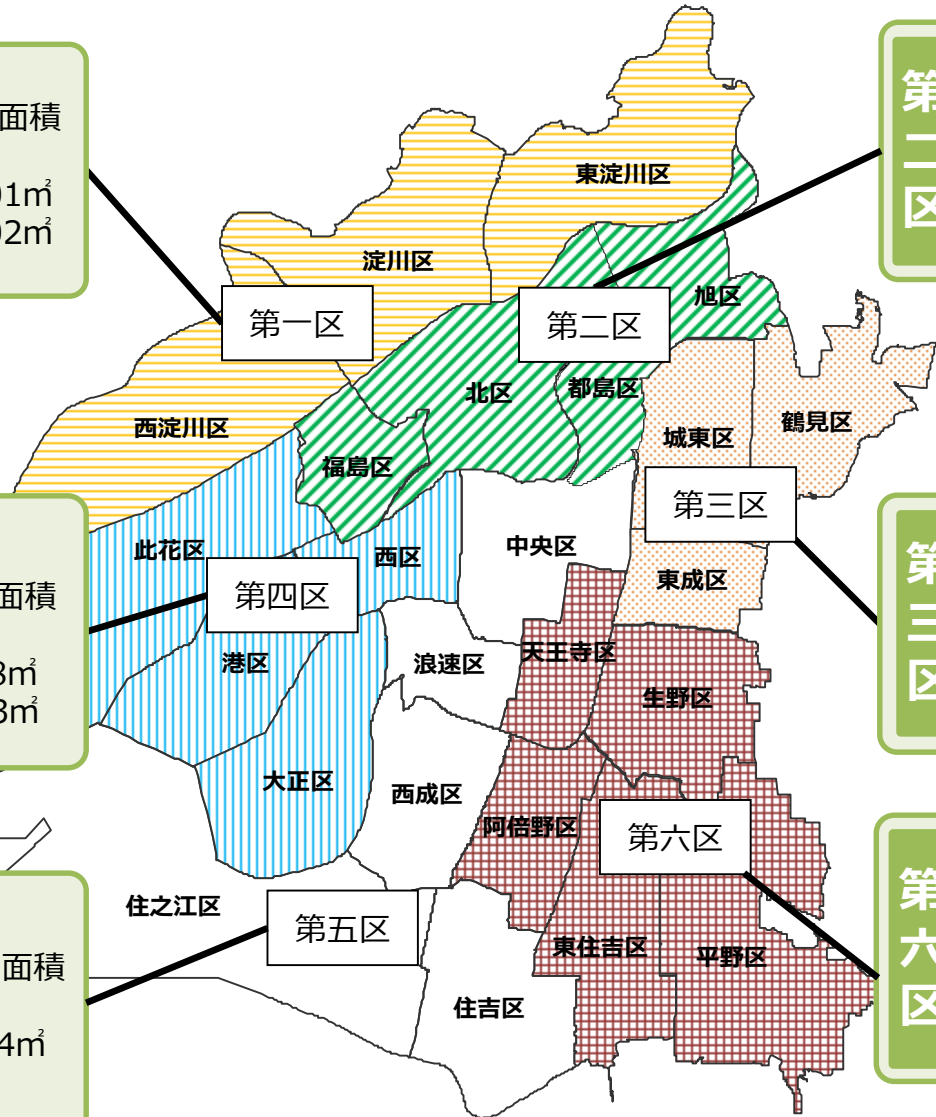 面積
01㎡
02㎡
第
二
区
東淀川区
淀川区
第一区
第二区
旭区
北区
都島区
西淀川区
福島区
城東区
鶴見区
第三区
此花区
西区
中央区
面積
3㎡
3㎡
第四区
東成区
第
三
区
港区
浪速区
天王寺区
生野区
大正区
西成区
阿倍野区
第六区
住之江区
第五区
東住吉区
平野区
第
六
区
面積
4㎡
住吉区